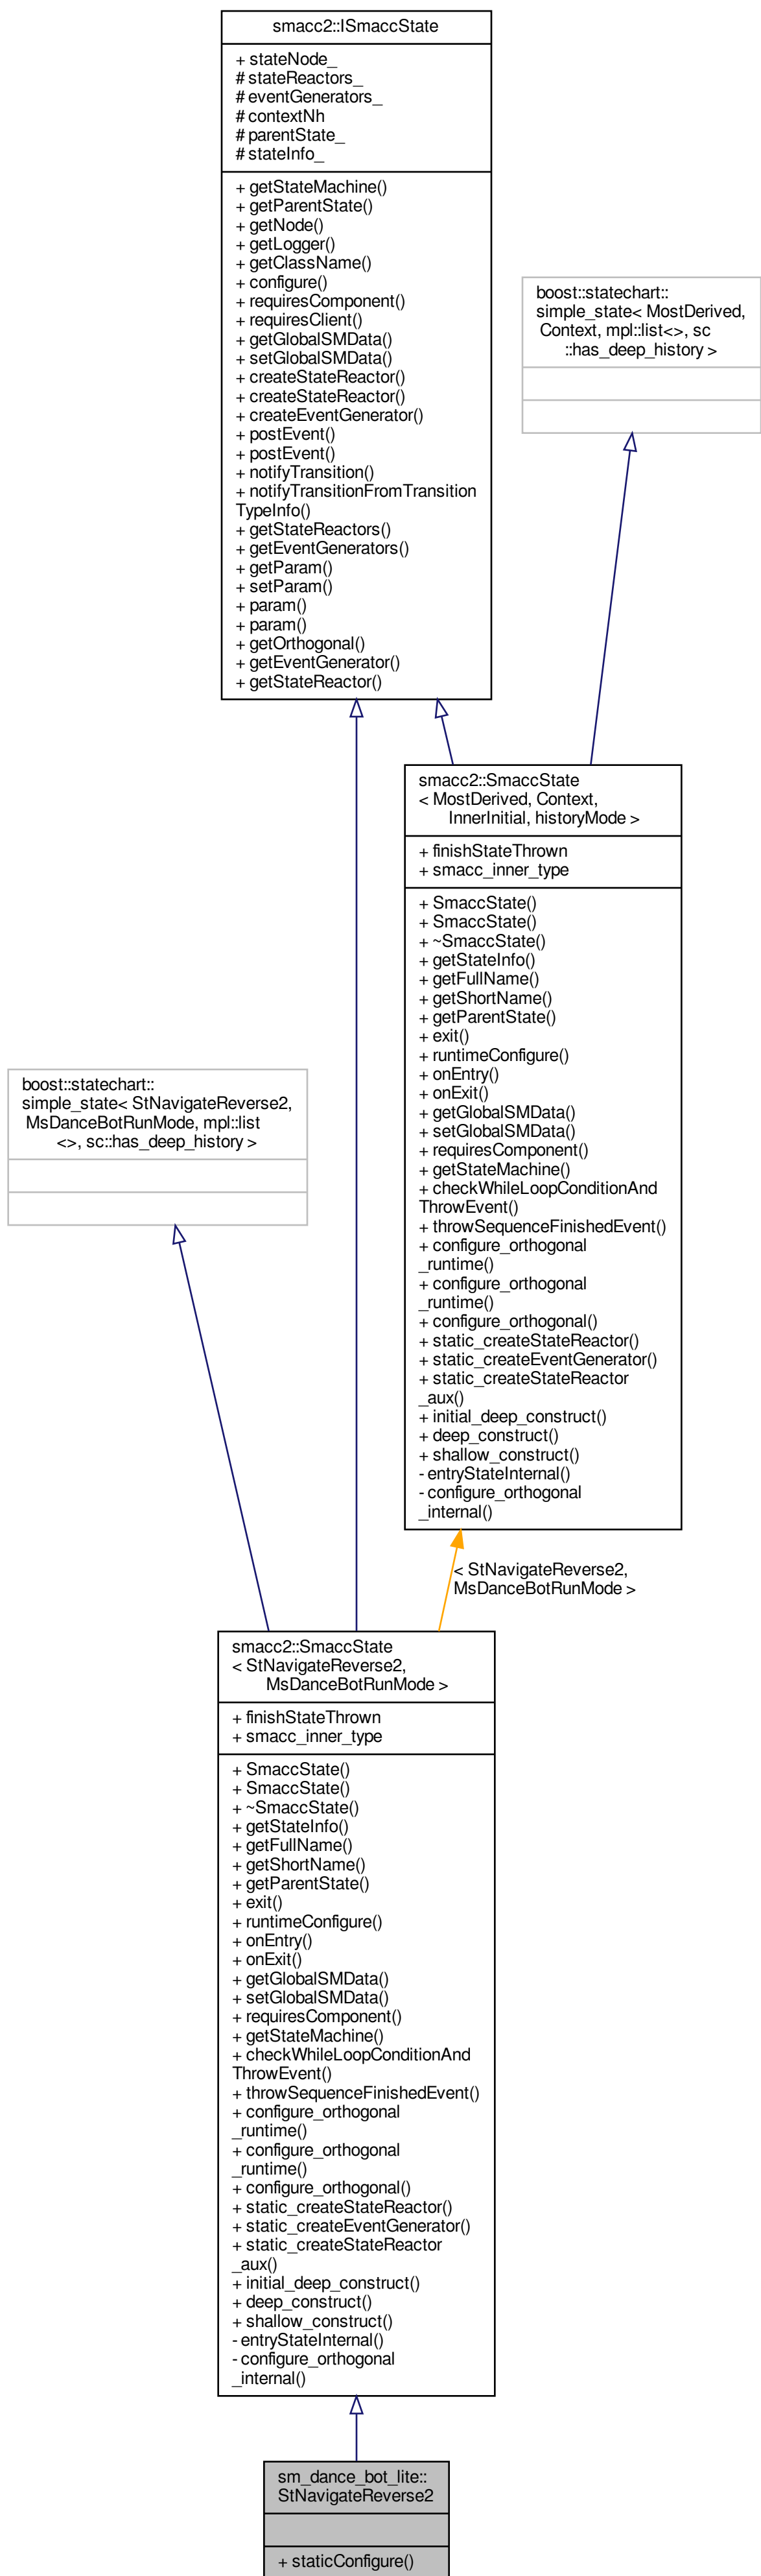 smacc2::ISmaccState
+ stateNode_
# stateReactors_
# eventGenerators_
# contextNh
# parentState_
# stateInfo_
+ getStateMachine()
+ getParentState()
+ getNode()
+ getLogger()
+ getClassName()
+ configure()
+ requiresComponent()
+ requiresClient()
+ getGlobalSMData()
+ setGlobalSMData()
+ createStateReactor()
+ createStateReactor()
+ createEventGenerator()
+ postEvent()
+ postEvent()
+ notifyTransition()
+ notifyTransitionFromTransition
TypeInfo()
+ getStateReactors()
+ getEventGenerators()
+ getParam()
+ setParam()
+ param()
+ param()
+ getOrthogonal()
+ getEventGenerator()
+ getStateReactor()
boost::statechart::
simple_state< MostDerived,
Context, mpl::list<>, sc
::has_deep_history >
smacc2::SmaccState
< MostDerived, Context,
InnerInitial, historyMode >
+ finishStateThrown
+ smacc_inner_type
+ SmaccState()
+ SmaccState()
+ ~SmaccState()
+ getStateInfo()
+ getFullName()
+ getShortName()
+ getParentState()
+ exit()
+ runtimeConfigure()
+ onEntry()
+ onExit()
+ getGlobalSMData()
+ setGlobalSMData()
+ requiresComponent()
+ getStateMachine()
+ checkWhileLoopConditionAnd
ThrowEvent()
+ throwSequenceFinishedEvent()
+ configure_orthogonal
_runtime()
+ configure_orthogonal
_runtime()
+ configure_orthogonal()
+ static_createStateReactor()
+ static_createEventGenerator()
+ static_createStateReactor
_aux()
+ initial_deep_construct()
+ deep_construct()
+ shallow_construct()
- entryStateInternal()
- configure_orthogonal
_internal()
boost::statechart::
simple_state< StNavigateReverse2,
MsDanceBotRunMode, mpl::list
<>, sc::has_deep_history >
< StNavigateReverse2,
MsDanceBotRunMode >
smacc2::SmaccState
< StNavigateReverse2,
MsDanceBotRunMode >
+ finishStateThrown
+ smacc_inner_type
+ SmaccState()
+ SmaccState()
+ ~SmaccState()
+ getStateInfo()
+ getFullName()
+ getShortName()
+ getParentState()
+ exit()
+ runtimeConfigure()
+ onEntry()
+ onExit()
+ getGlobalSMData()
+ setGlobalSMData()
+ requiresComponent()
+ getStateMachine()
+ checkWhileLoopConditionAnd
ThrowEvent()
+ throwSequenceFinishedEvent()
+ configure_orthogonal
_runtime()
+ configure_orthogonal
_runtime()
+ configure_orthogonal()
+ static_createStateReactor()
+ static_createEventGenerator()
+ static_createStateReactor
_aux()
+ initial_deep_construct()
+ deep_construct()
+ shallow_construct()
- entryStateInternal()
- configure_orthogonal
_internal()
sm_dance_bot_lite::
StNavigateReverse2
+ staticConfigure()